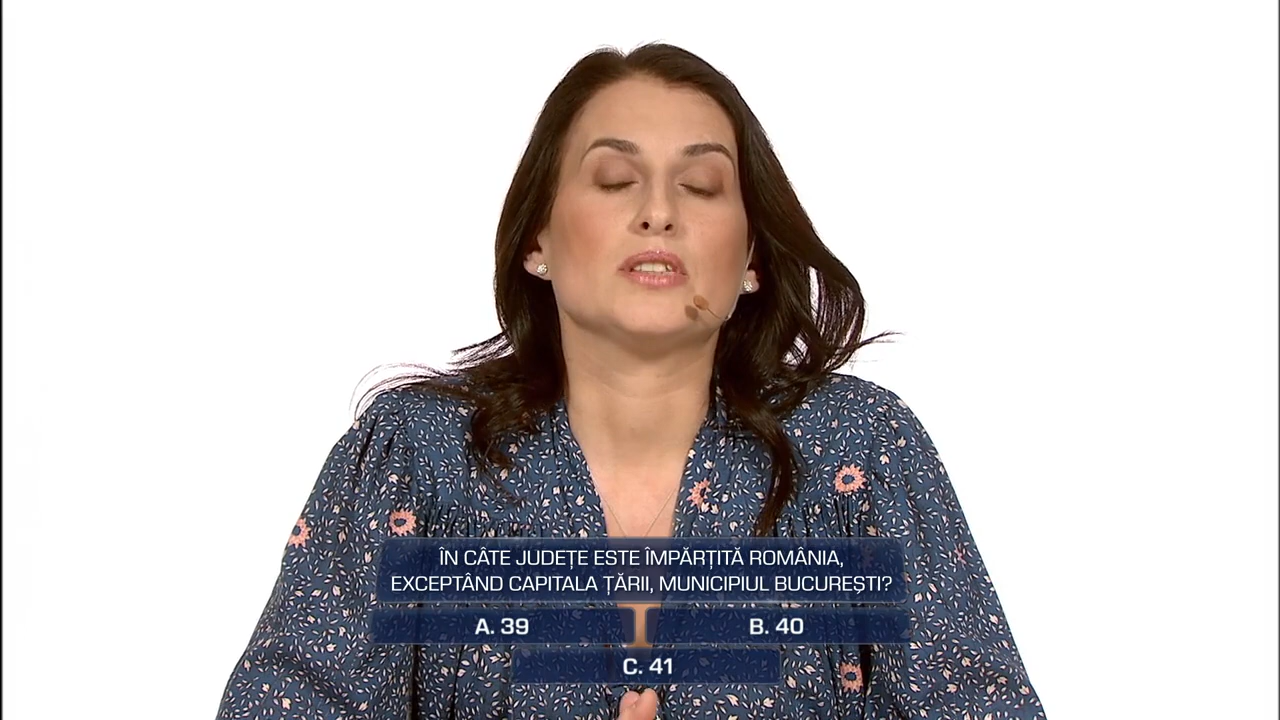 ÎN CÂTE JUDEȚE ESTE ÎMPĂRȚITĂ ROMÂNIA,
EXCEPTÂND CAPITALA ȚĂRII, MUNICIPIUL BUCUREȘTI?
A. 39
B. 40
C. 41